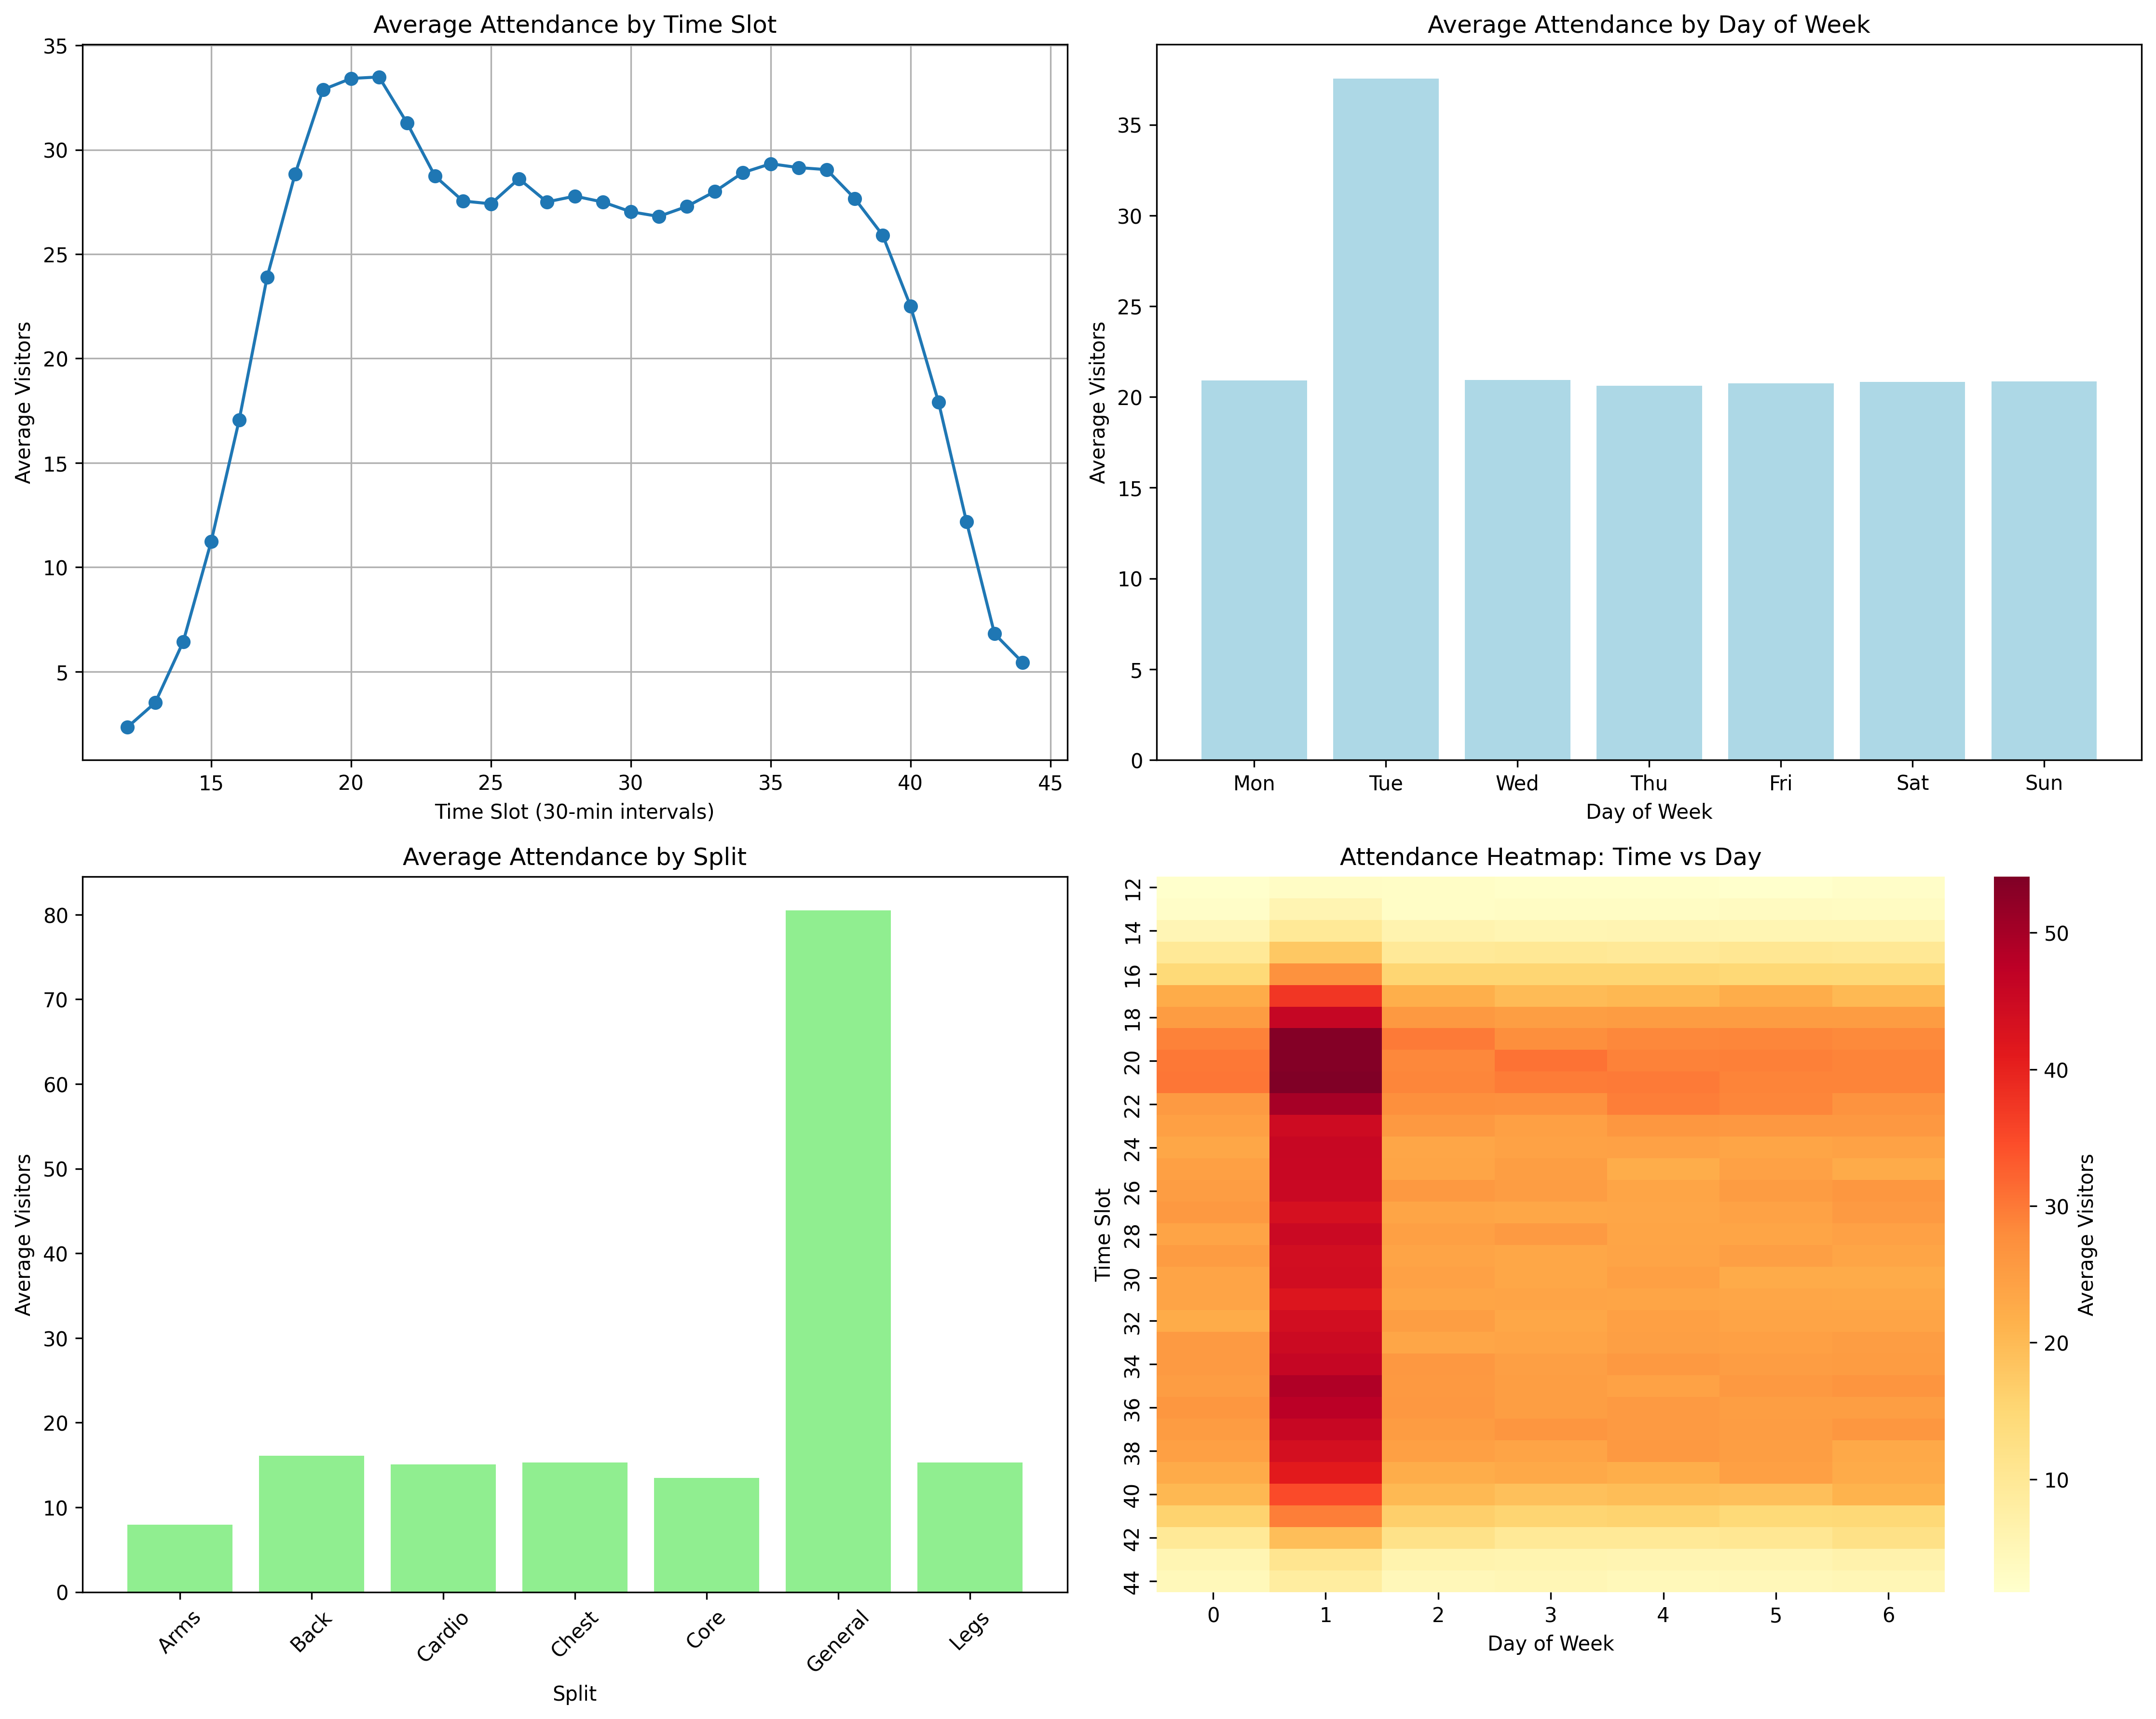 Average Attendance by Time Slot
35
30
25
20
15
10
5
Average Visitors
15 20 25 30 35 40 45
Time Slot (30-min intervals)
Average Attendance by Day of Week
35
30
25
20
15
10
5
0
Average Visitors
Mon Tue Wed Thu Fri Sat Sun
Day of Week
Average Attendance by Split
80
70
60
50
40
30
20
10
0
Average Visitors
Arms Back Cardio Chest Core General Legs
Split
Attendance Heatmap: Time vs Day
12
14
16
18
20
22
24
26
28
30
32
34
36
38
40
42
44
Time Slot
0 1 2 3 4 5 6
Day of Week
50
40
30
20
10
Average Visitors